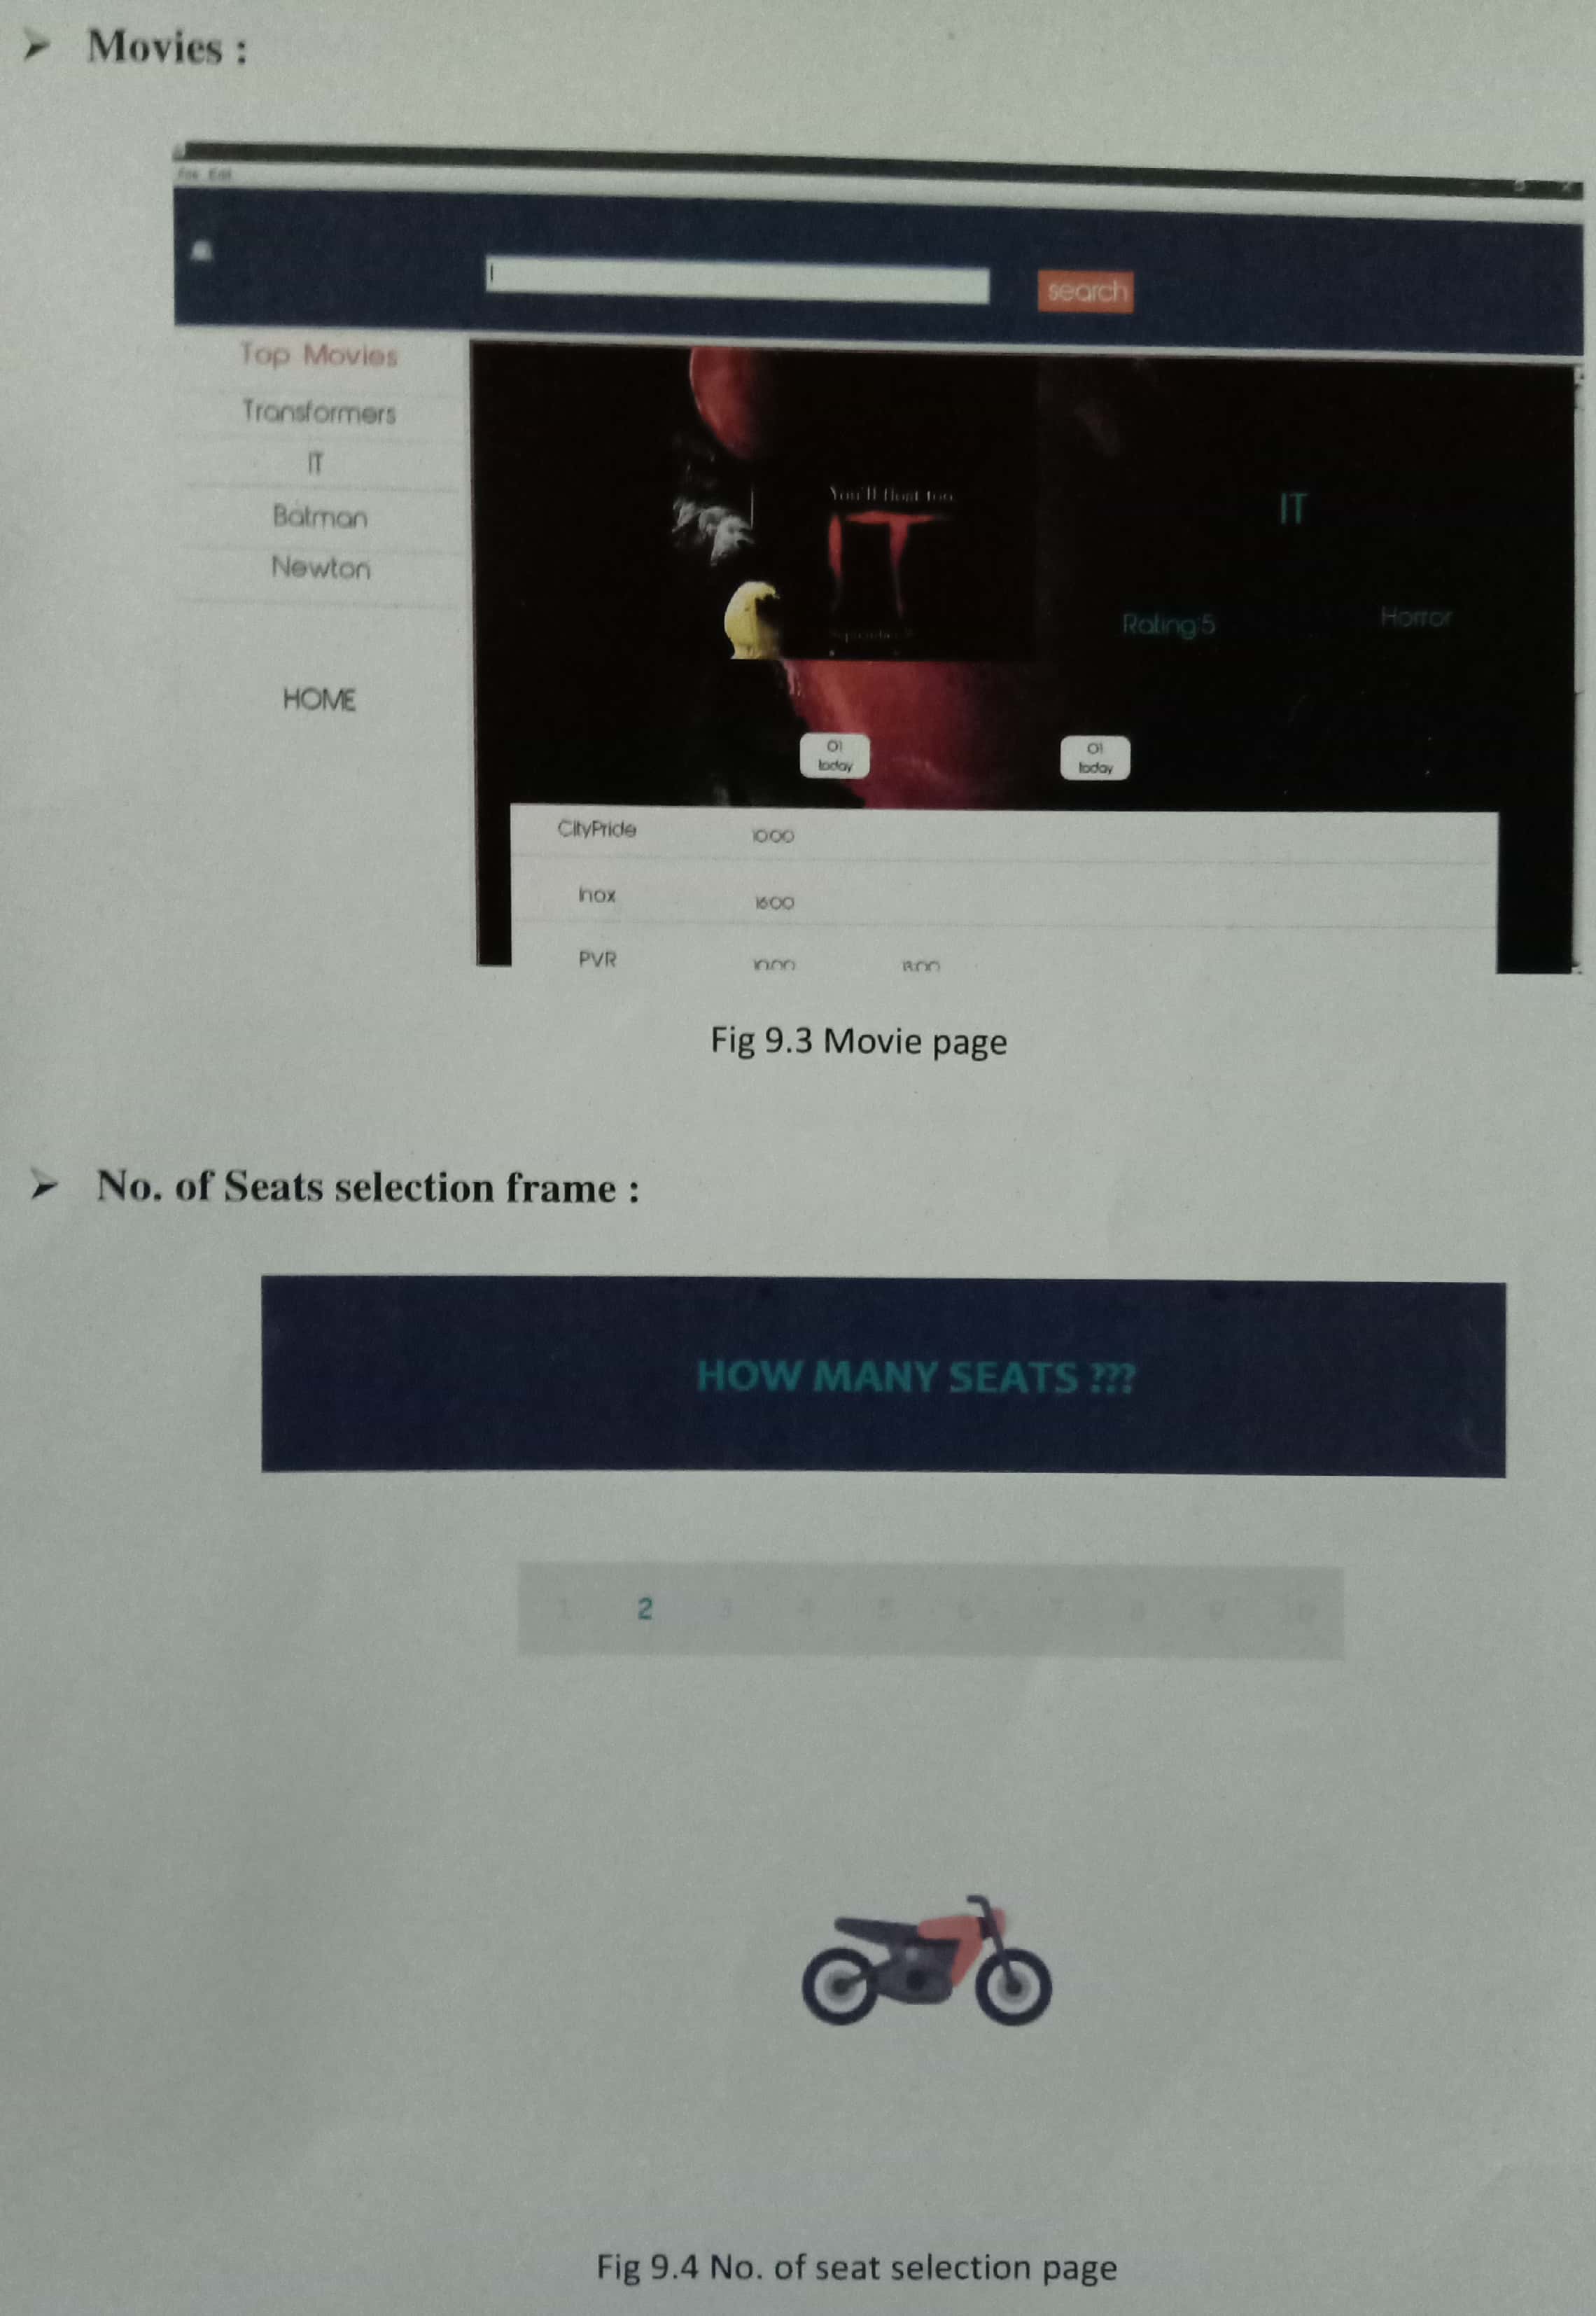 ➢ Movies :
File Edit
search
Top Movies
Transformers
IT
Batman
Newton
HOME
You'll float too
IT
IT
Rating:5 Horror
01 today
01 today
CityPride 10:00
Inox 16:00
PVR 10:00
Fig 9.3 Movie page
➢ No. of Seats selection frame :
HOW MANY SEATS ???
1 2 3 4 5 6 7 8 9 10
Fig 9.4 No. of seat selection page